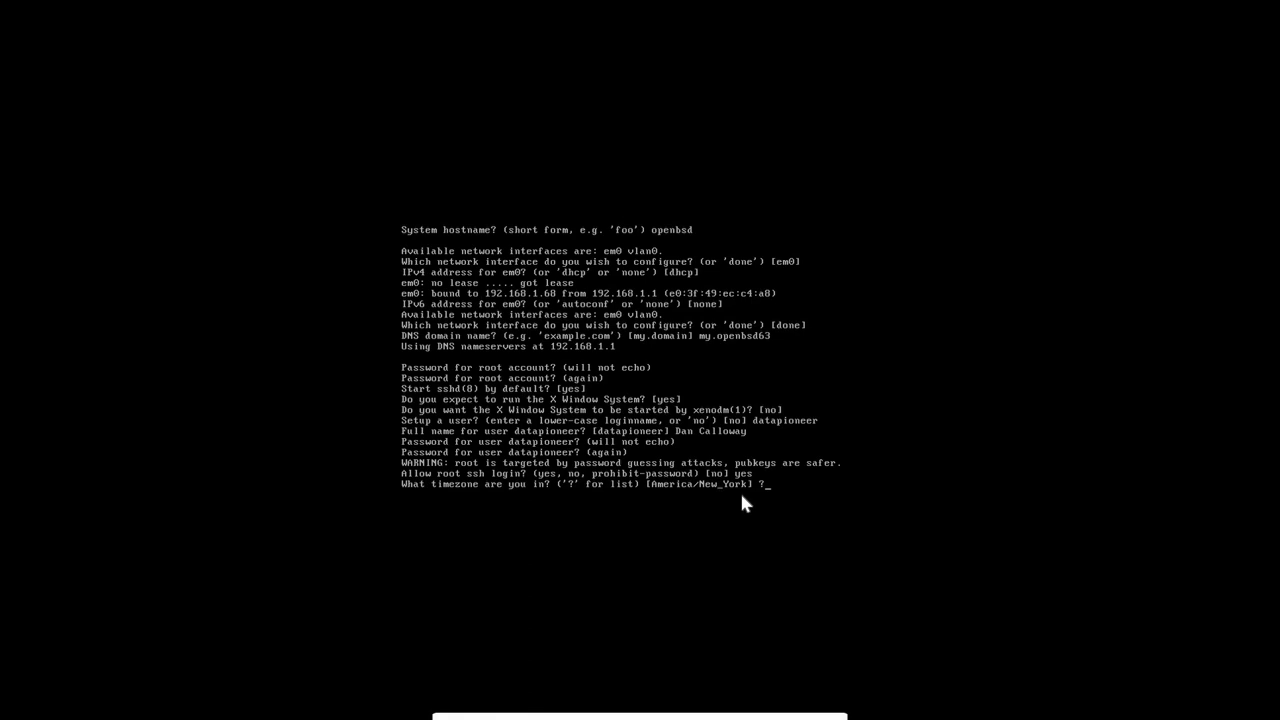 System hostname? (short form, e.g. 'foo') openbsd
Available network interfaces are: em0 vlan0.
Which network interface do you wish to configure? (or 'done') [em0]
IPv4 address for em0? (or 'dhcp' or 'none') [dhcp]
em0: no lease ..... got lease
em0: bound to 192.168.1.68 from 192.168.1.1 (e0:3f:49:ec:c4:a8)
IPv6 address for em0? (or 'autoconf' or 'none') [none]
Available network interfaces are: em0 vlan0.
Which network interface do you wish to configure? (or 'done') [done]
DNS domain name? (e.g. 'example.com') [my.domain] my.openbsd63
Using DNS nameservers at 192.168.1.1
Password for root account? (will not echo)
Password for root account? (again)
Start sshd(8) by default? [yes]
Do you expect to run the X Window System? [yes]
Do you want the X Window System to be started by xenodm(1)? [no]
Setup a user? (enter a lower-case loginname, or 'no') [no] datapioneer
Full name for user datapioneer? [datapioneer] Dan Calloway
Password for user datapioneer? (will not echo)
Password for user datapioneer? (again)
WARNING: root is targeted by password guessing attacks, pubkeys are safer.
Allow root ssh login? (yes, no, prohibit-password) [no] yes
What timezone are you in? ('?' for list) [America/New_York] ?_